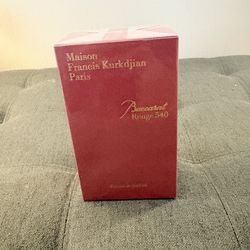 Maison
Francis Kurkdjian
Paris
Baccarat
Rouge 540